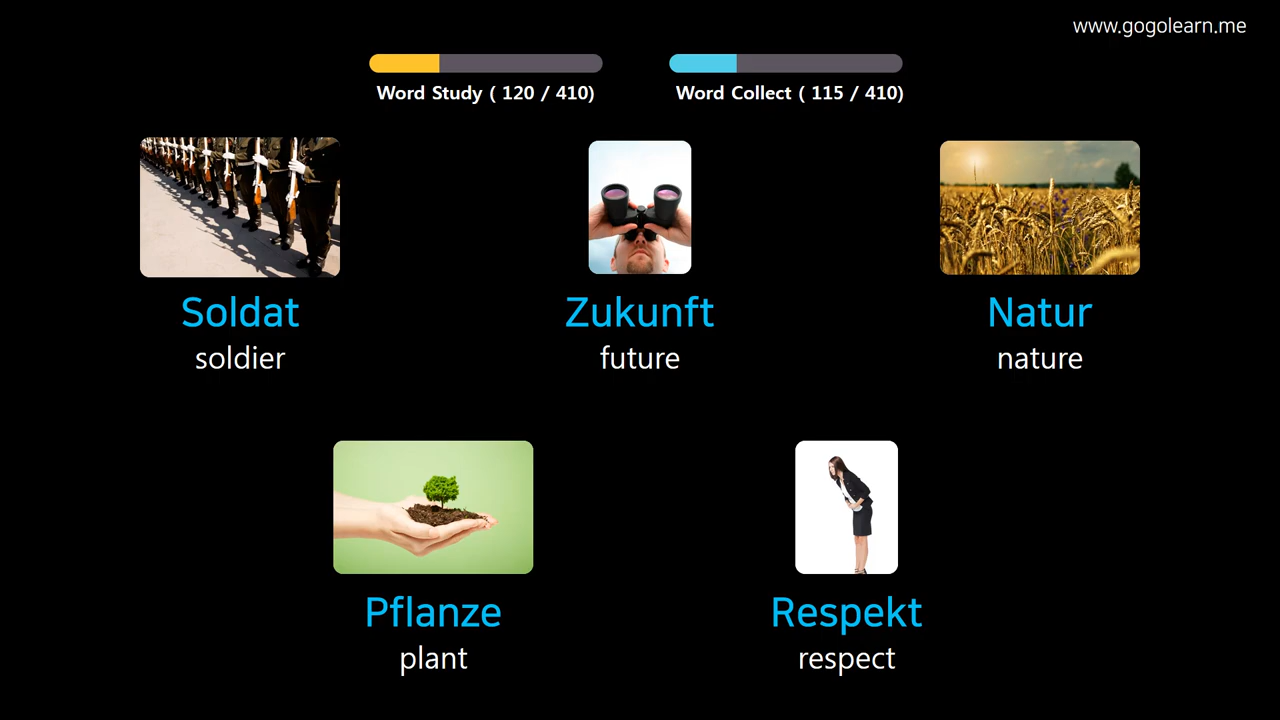 www.gogolearn.me
Word Study ( 120 / 410)
Word Collect ( 115 / 410)
Soldat
soldier
Zukunft
future
Natur
nature
Pflanze
plant
Respekt
respect